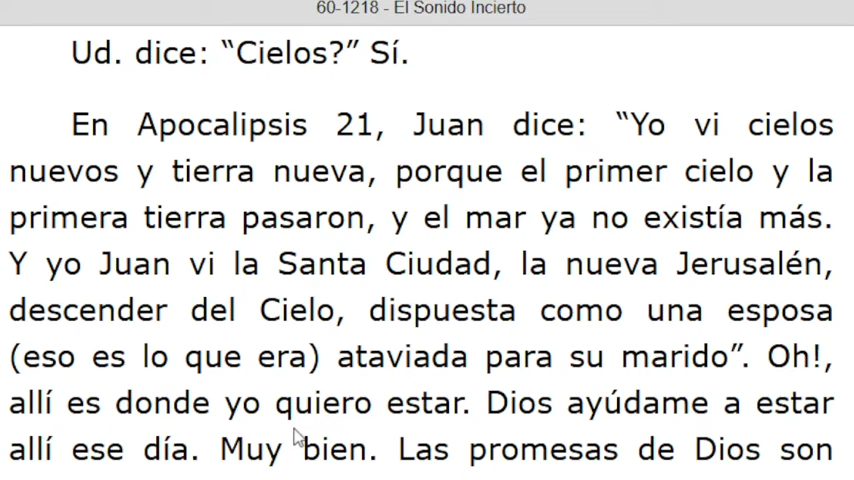 60-1218 - El Sonido Incierto
Ud. dice: “Cielos?” Sí.
En Apocalipsis 21, Juan dice: “Yo vi cielos
nuevos y tierra nueva, porque el primer cielo y la
primera tierra pasaron, y el mar ya no existía más.
Y yo Juan vi la Santa Ciudad, la nueva Jerusalén,
descender del Cielo, dispuesta como una esposa
(eso es lo que era) ataviada para su marido”. Oh!,
allí es donde yo quiero estar. Dios ayúdame a estar
allí ese día. Muy bien. Las promesas de Dios son